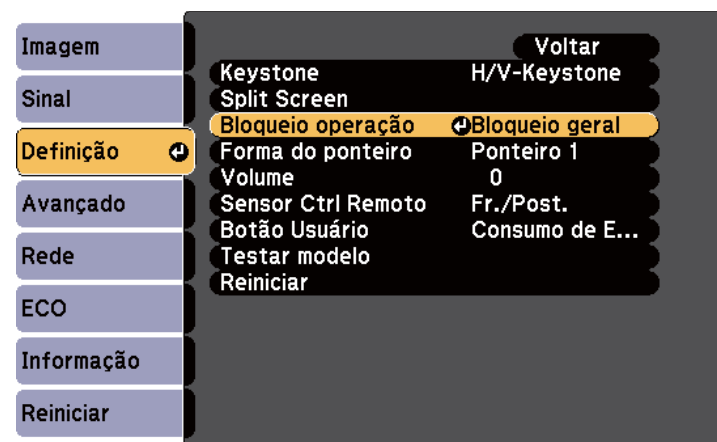 Imagem
Sinal
Definição
Avançado
Rede
ECO
Informação
Reiniciar
Voltar
Keystone H/V-Keystone
Split Screen
Bloqueio operação Bloqueio geral
Forma do ponteiro Ponteiro 1
Volume 0
Sensor Ctrl Remoto Fr./Post.
Botão Usuário Consumo de E...
Testar modelo
Reiniciar